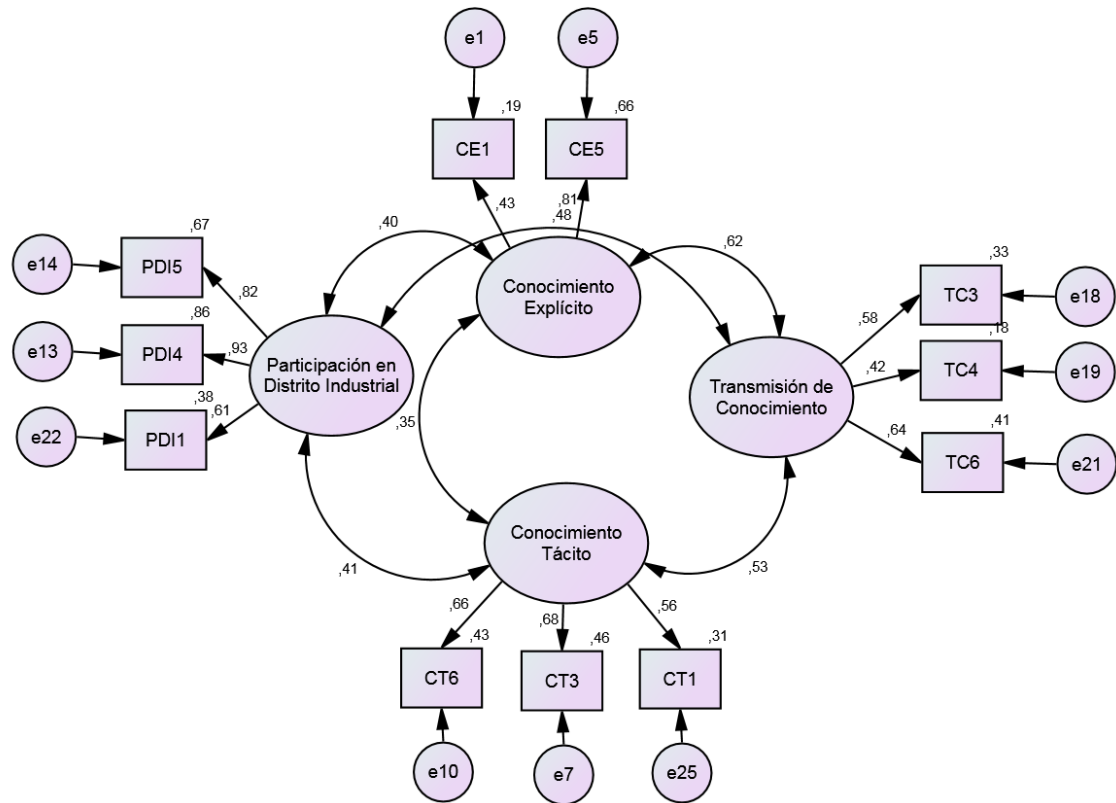 e1
e5
,19
,66
CE1
CE5
,43
,81
,48
,40
,62
,67
e14
PDI5
,82
,86
e13
PDI4
,93
,38
,61
e22
PDI1
Participación en
Distrito Industrial
Conocimiento
Explícito
Transmisión de
Conocimiento
,33
TC3
e18
,58
,18
,42
TC4
e19
,64
,41
TC6
e21
,35
Conocimiento
Tácito
,41
,53
,66
,68
,56
,43
,46
,31
CT6
CT3
CT1
e10
e7
e25